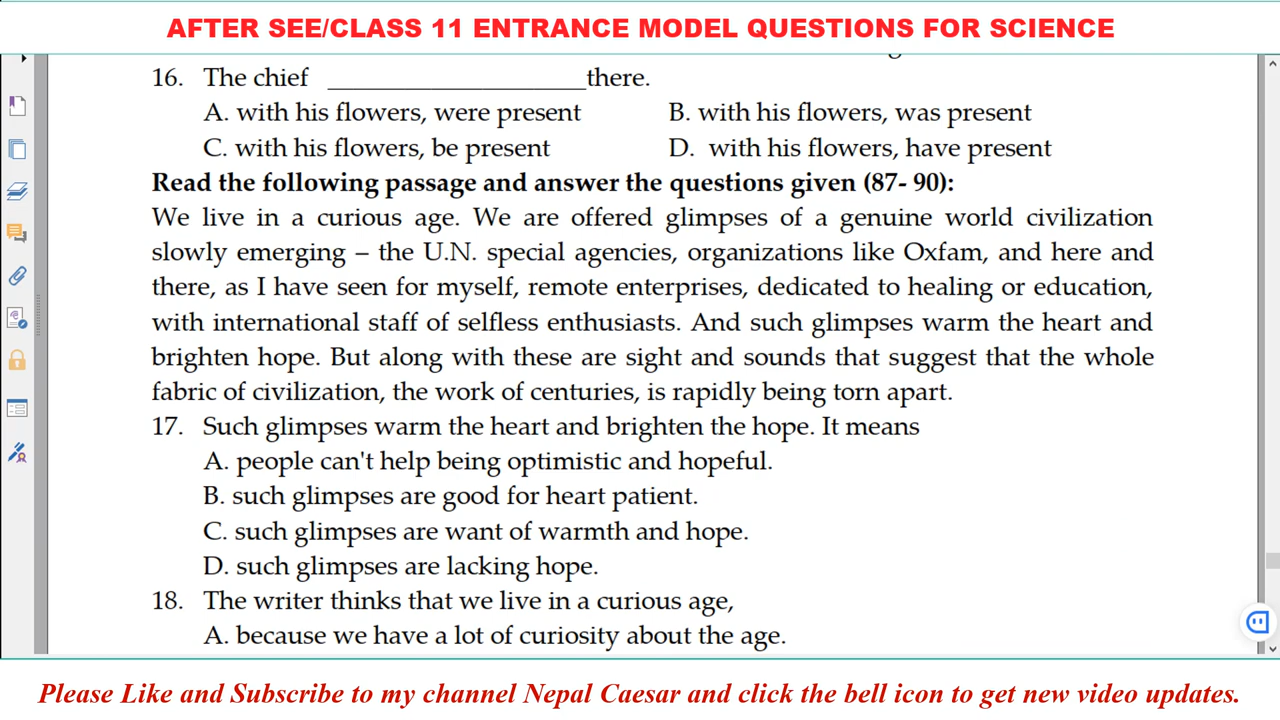 AFTER SEE/CLASS 11 ENTRANCE MODEL QUESTIONS FOR SCIENCE
16. The chief ____________________there.
A. with his flowers, were present B. with his flowers, was present
C. with his flowers, be present D. with his flowers, have present
Read the following passage and answer the questions given (87- 90):
We live in a curious age. We are offered glimpses of a genuine world civilization
slowly emerging – the U.N. special agencies, organizations like Oxfam, and here and
there, as I have seen for myself, remote enterprises, dedicated to healing or education,
with international staff of selfless enthusiasts. And such glimpses warm the heart and
brighten hope. But along with these are sight and sounds that suggest that the whole
fabric of civilization, the work of centuries, is rapidly being torn apart.
17. Such glimpses warm the heart and brighten the hope. It means
A. people can't help being optimistic and hopeful.
B. such glimpses are good for heart patient.
C. such glimpses are want of warmth and hope.
D. such glimpses are lacking hope.
18. The writer thinks that we live in a curious age,
A. because we have a lot of curiosity about the age.
Please Like and Subscribe to my channel Nepal Caesar and click the bell icon to get new video updates.